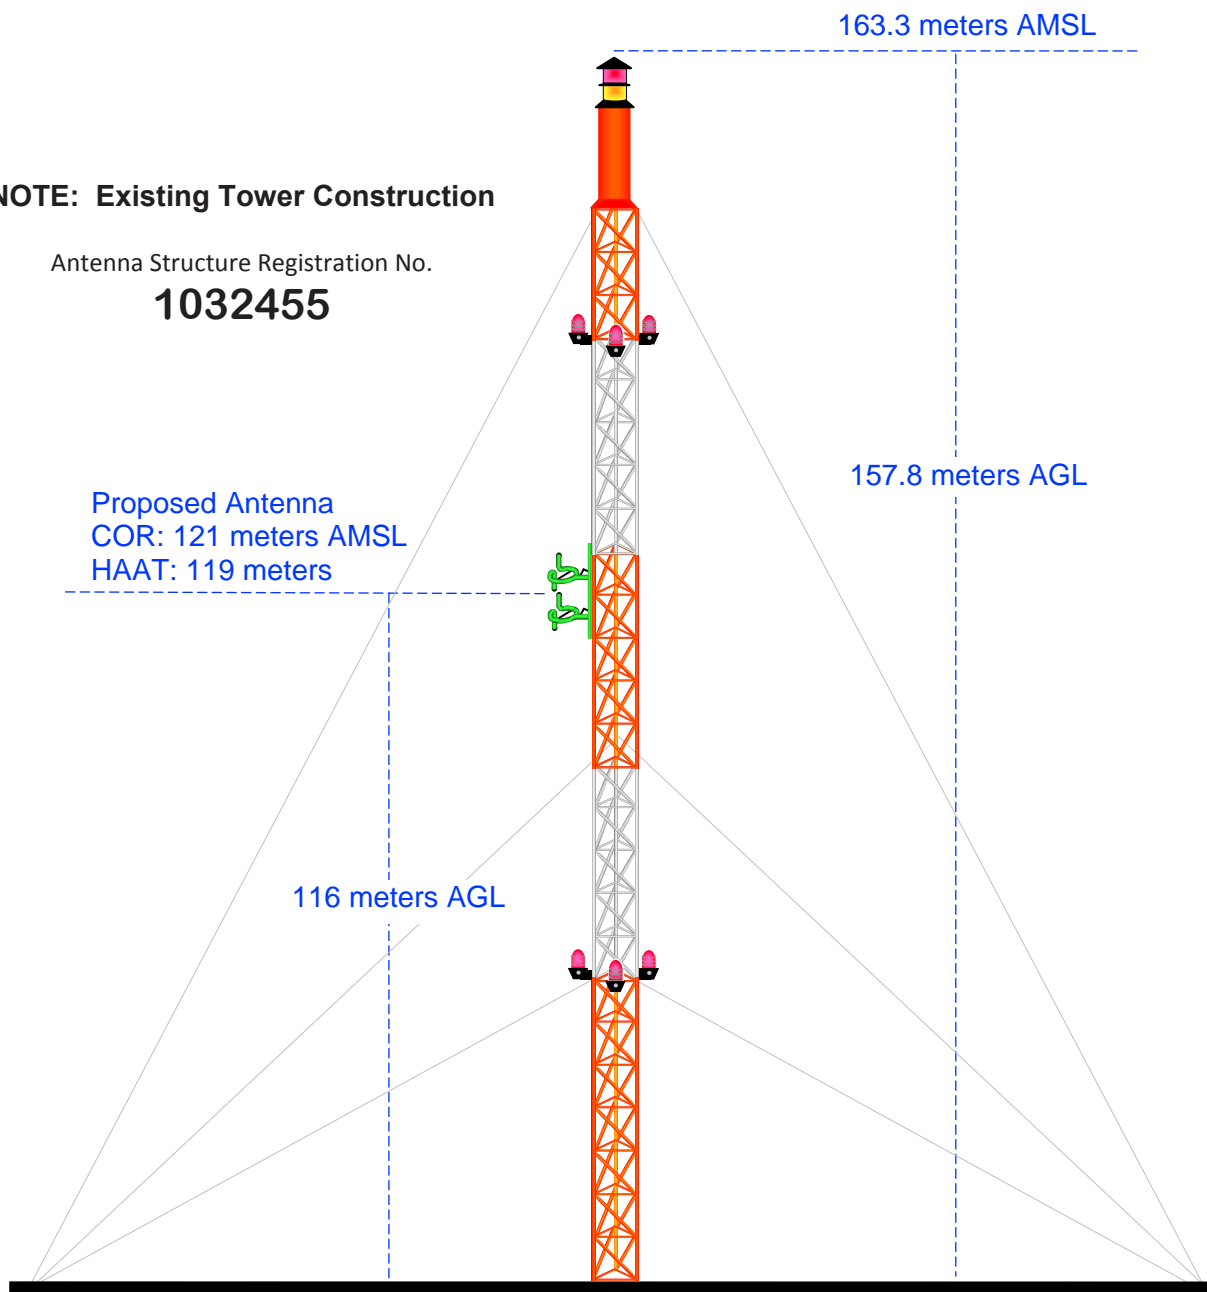 163.3 meters AMSL
NOTE: Existing Tower Construction
Antenna Structure Registration No.
1032455
157.8 meters AGL
Proposed Antenna
COR: 121 meters AMSL
HAAT: 119 meters
116 meters AGL